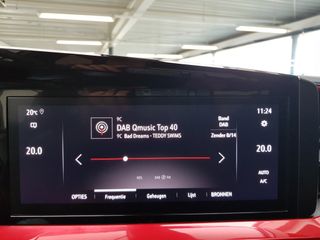 20°c
11:24
9C
DAB Qmusic Top 40
9C Bad Dreams - TEDDY SWIMS
Band
DAB
Zender 8/14
20.0
20.0
AUTO
A/C
OPTIES
Frequentie
Geheugen
Lijst
BRONNEN